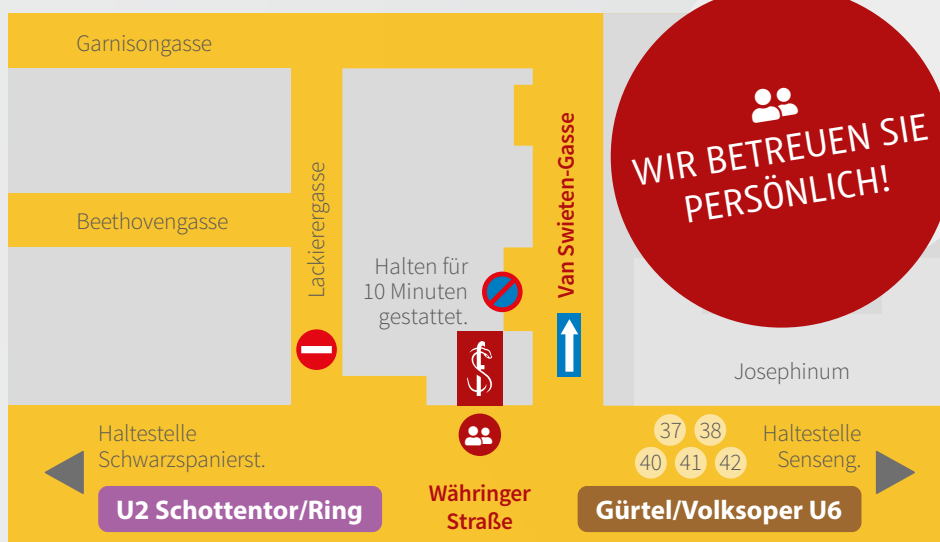 Garnisongasse
WIR BETREUEN SIE
PERSÖNLICH!
Van Swieten-Gasse
Lackierergasse
Beethovengasse
Halten für
10 Minuten
gestattet.
Josephinum
Haltestelle
Schwarzspanierst.
37 38
40 41 42
Haltestelle
Senseng.
U2 Schottentor/Ring
Währinger
Straße
Gürtel/Volksoper U6